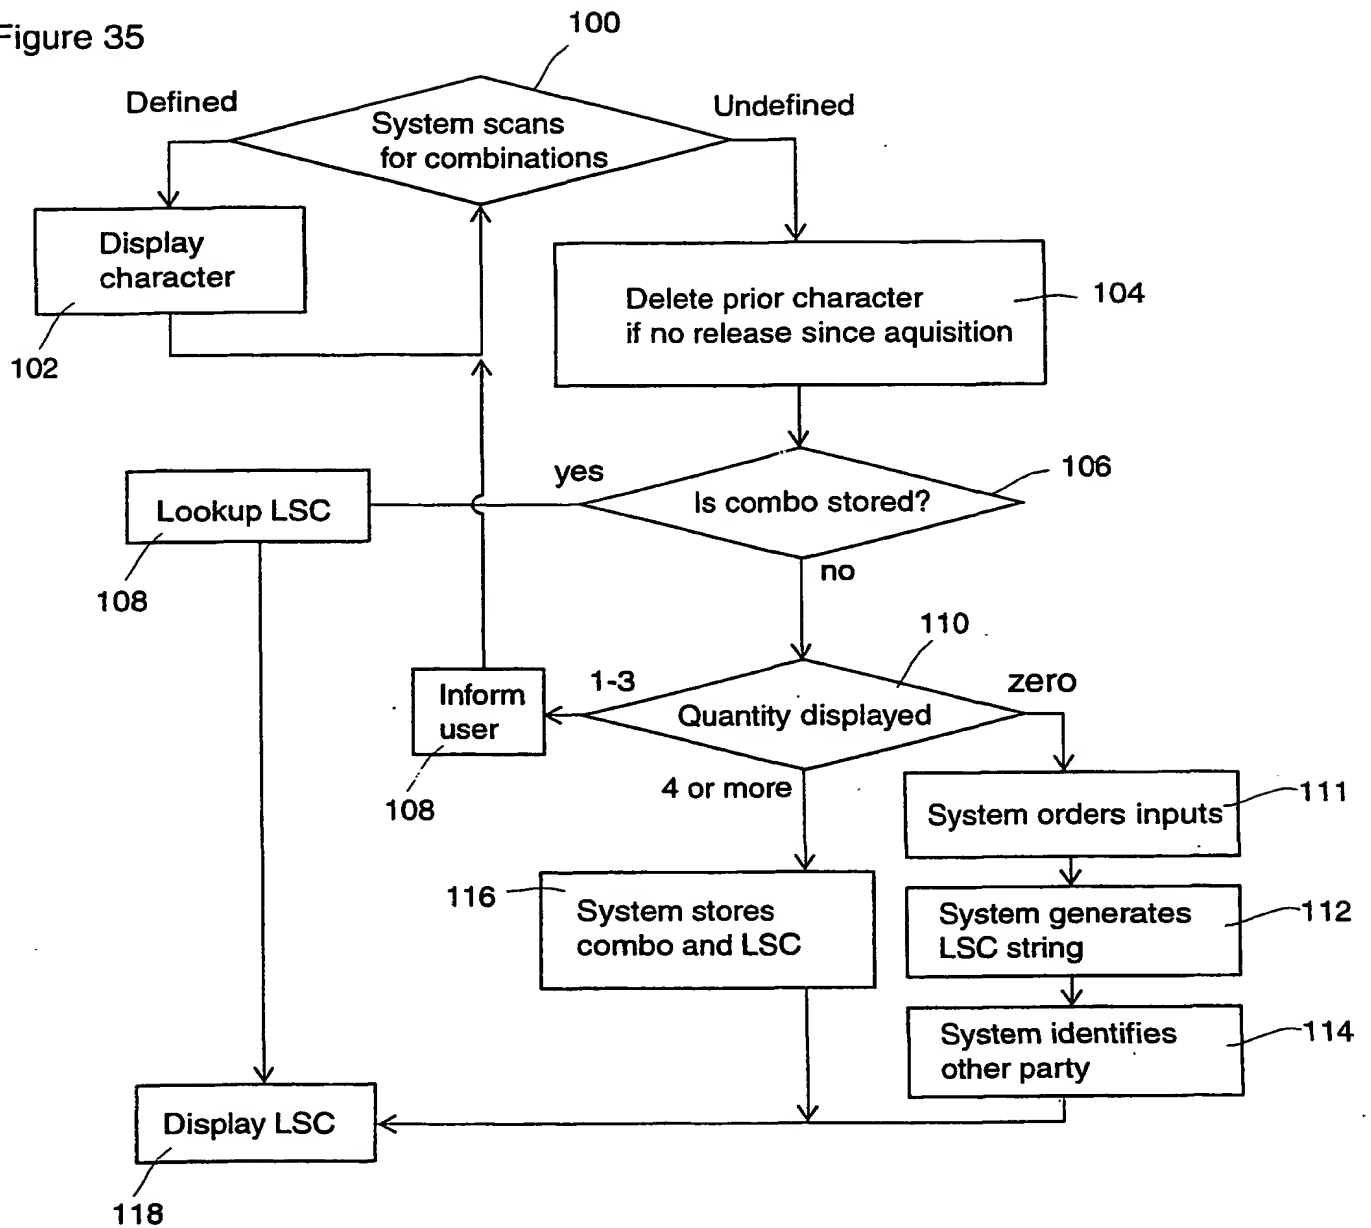 Figure 35
100
Defined
Undefined
System scans
for combinations
Display
character
102
Delete prior character
if no release since aquisition
104
yes
106
Is combo stored?
Lookup LSC
108
no
110
1-3
zero
Quantity displayed
Inform
user
108
4 or more
System orders inputs
111
116
System stores
combo and LSC
System generates
LSC string
112
System identifies
other party
114
Display LSC
118